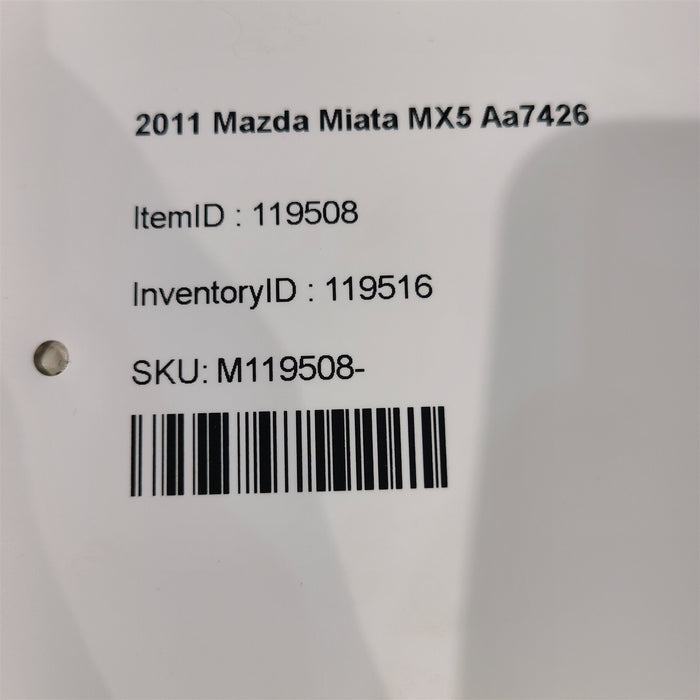 2011 Mazda Miata MX5 Aa7426
ItemID : 119508
InventoryID : 119516
SKU: M119508-